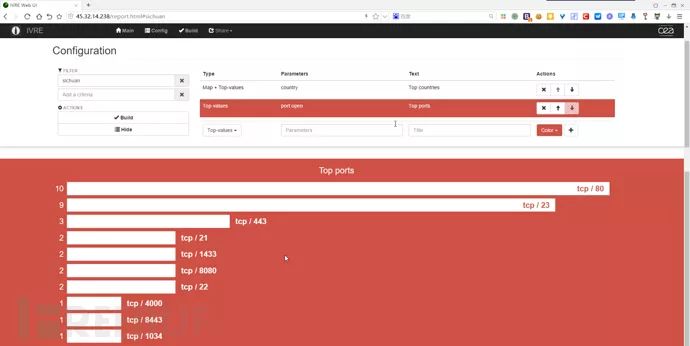 IVRE Web UI
45.32.14.238/report.html#sichuan
百度
IVRE Main Config Build Share
Configuration
FILTER
sichuan
Add a criteria
ACTIONS
Build
Hide
Type Parameters Text Actions
Map + Top-values country Top countries
Top values port:open Top ports
Top-values Parameters Title Color
Top ports
10 tcp / 80
9 tcp / 23
3 tcp / 443
2 tcp / 21
2 tcp / 1433
2 tcp / 8080
2 tcp / 22
1 tcp / 4000
1 tcp / 8443
1 tcp / 1034